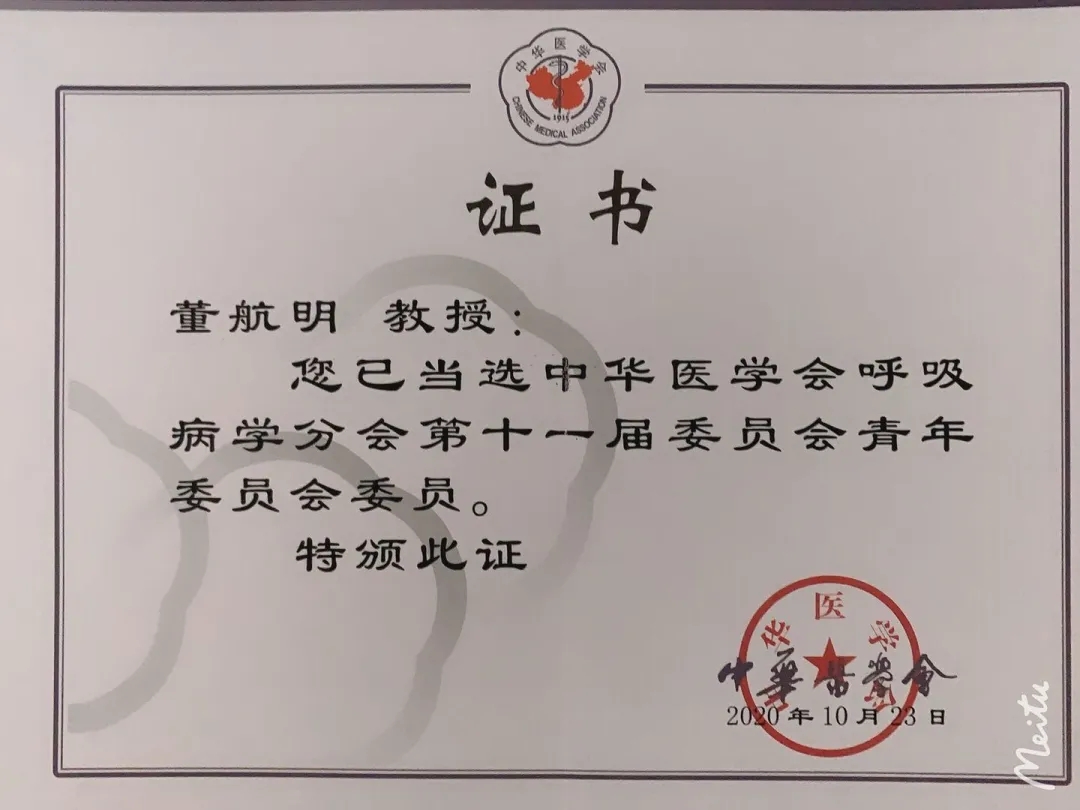 中华医学会
1915
CHINESE MEDICAL ASSOCIATION
证书
董航明 教授：
您已当选中华医学会呼吸
病学分会第十一届委员会青年
委员会委员。
特颁此证
中华医学会
中華醫學會
2020年10月23日
Meitu